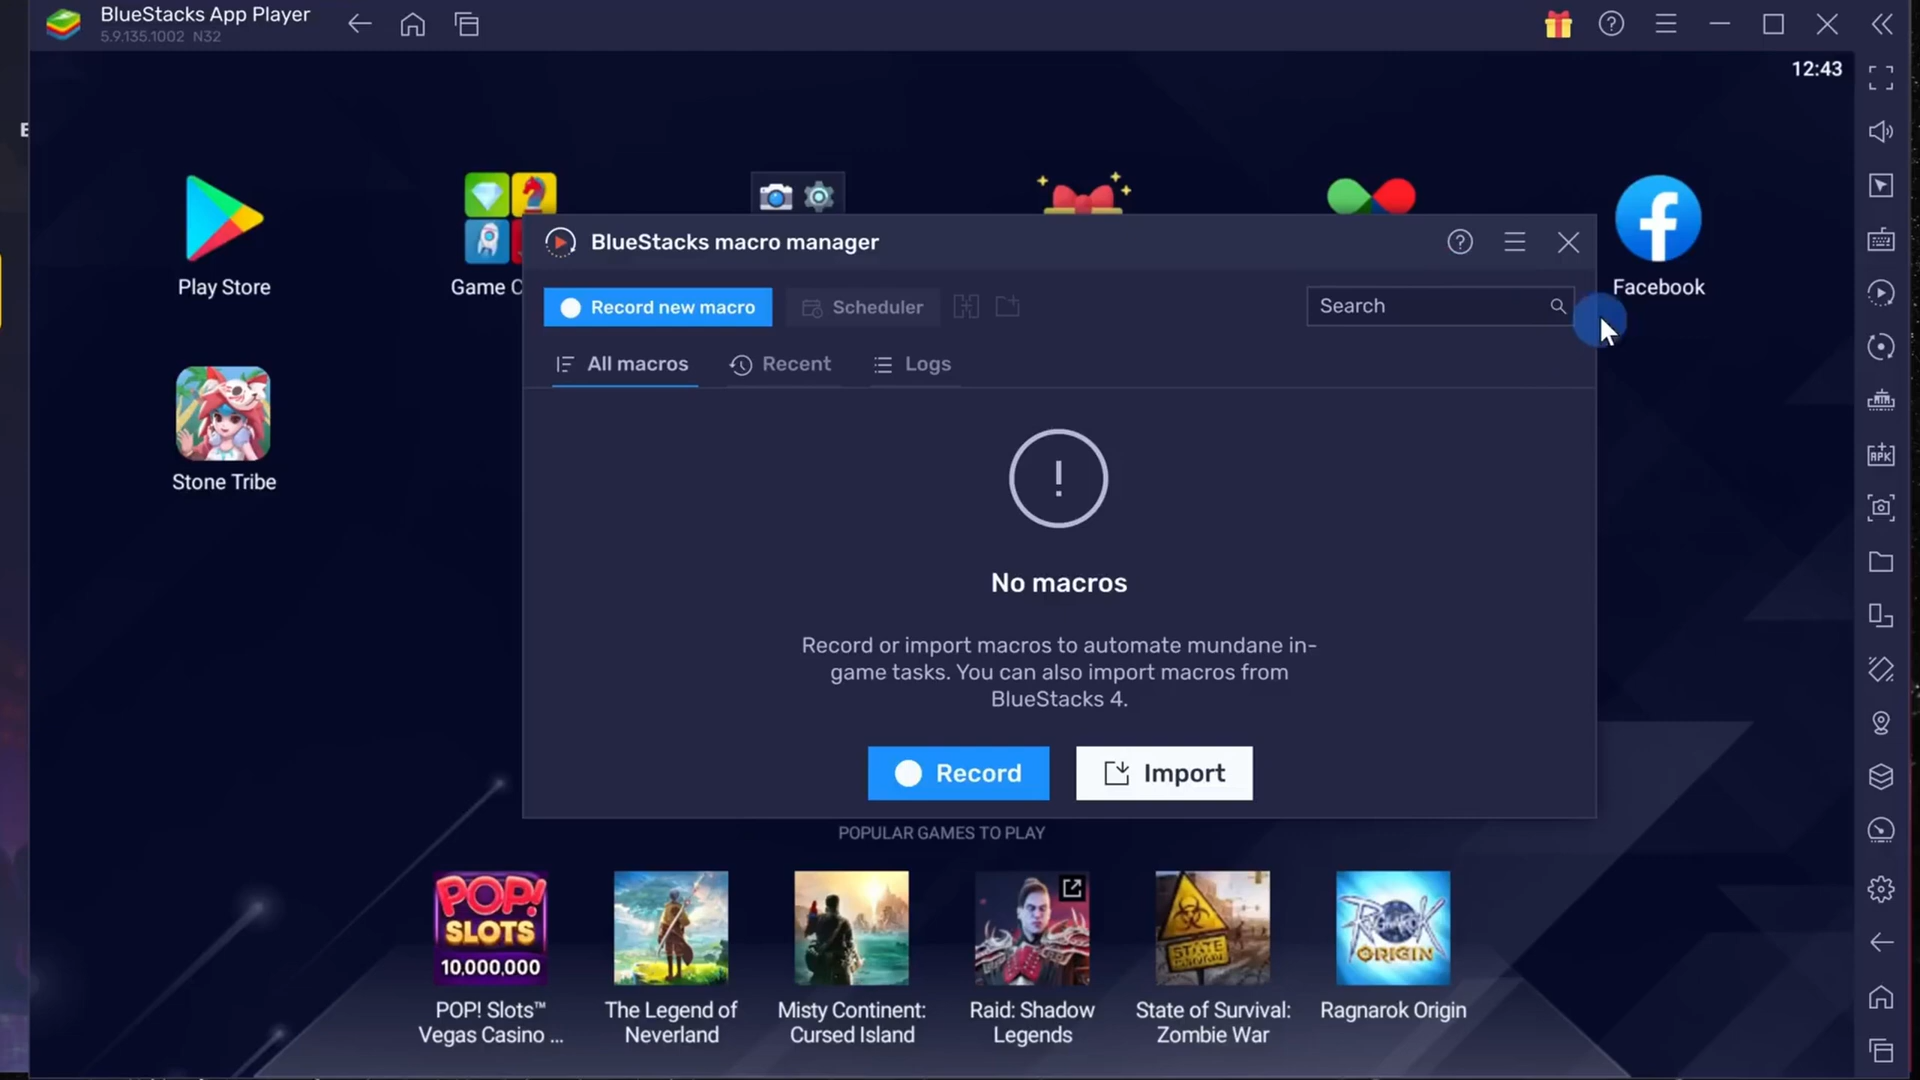 BlueStacks App Player
5.9.135.1002 N32
12:43
Play Store
Game C
Facebook
Stone Tribe
BlueStacks macro manager
Record new macro
Scheduler
Search
All macros
Recent
Logs
No macros
Record or import macros to automate mundane in-
game tasks. You can also import macros from
BlueStacks 4.
Record
Import
APK
POPULAR GAMES TO PLAY
POP!
SLOTS
10,000,000
STATE
RAGNAROK
ORIGIN
POP! Slots™
Vegas Casino ...
The Legend of
Neverland
Misty Continent:
Cursed Island
Raid: Shadow
Legends
State of Survival:
Zombie War
Ragnarok Origin